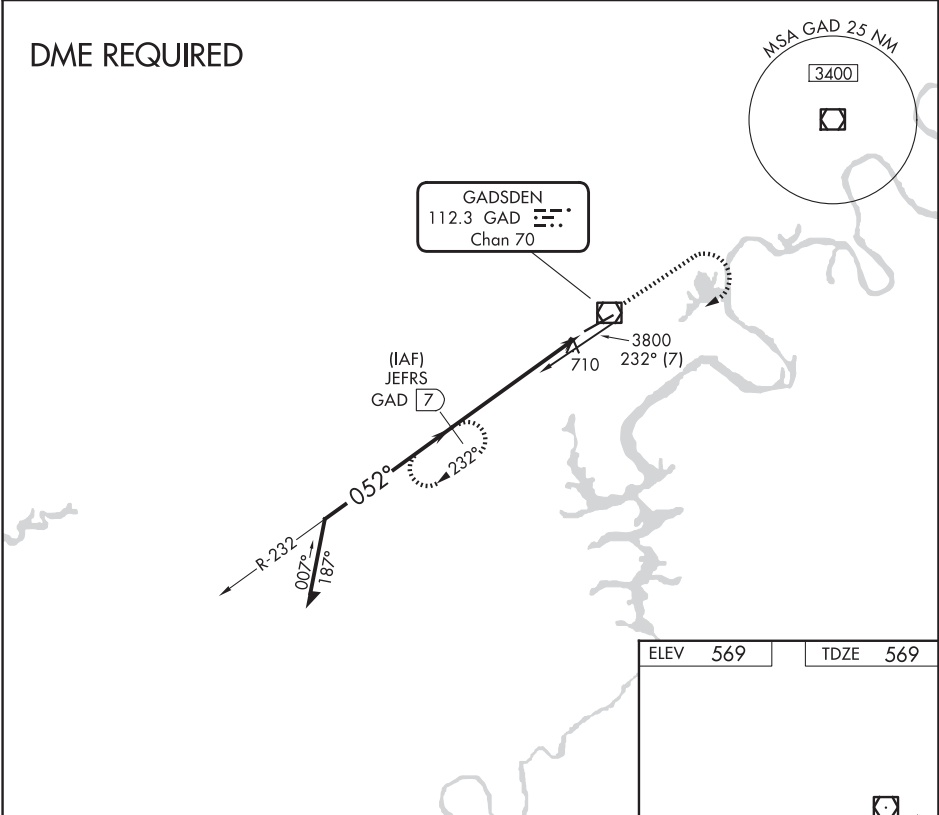 DME REQUIRED
MSA GAD 25 NM
3400
GADSDEN
112.3 GAD
Chan 70
3800
232° (7)
710
(IAF)
JEFRS
GAD 7
232°
052°
R-232
007°
187°
ELEV 569
TDZE 569